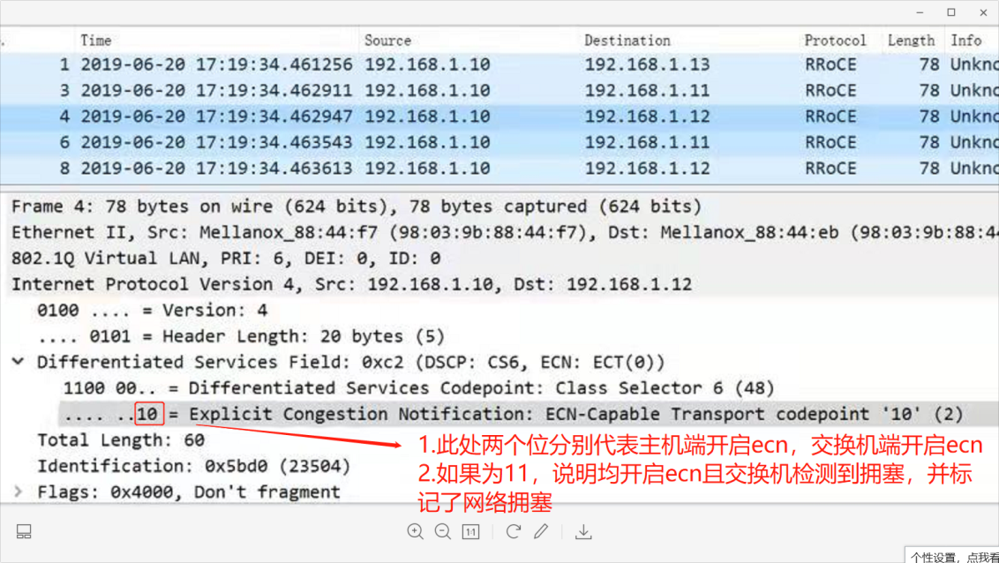 Time Source Destination Protocol Length Info
1 2019-06-20 17:19:34.461256 192.168.1.10 192.168.1.13 RRoCE 78 Unkno
3 2019-06-20 17:19:34.462911 192.168.1.10 192.168.1.11 RRoCE 78 Unkno
4 2019-06-20 17:19:34.462947 192.168.1.10 192.168.1.12 RRoCE 78 Unkno
6 2019-06-20 17:19:34.463543 192.168.1.10 192.168.1.11 RRoCE 78 Unkno
8 2019-06-20 17:19:34.463613 192.168.1.10 192.168.1.12 RRoCE 78 Unkno
Frame 4: 78 bytes on wire (624 bits), 78 bytes captured (624 bits)
Ethernet II, Src: Mellanox_88:44:f7 (98:03:9b:88:44:f7), Dst: Mellanox_88:44:eb (98:03:9b:88:44
802.1Q Virtual LAN, PRI: 6, DEI: 0, ID: 0
Internet Protocol Version 4, Src: 192.168.1.10, Dst: 192.168.1.12
0100 .... = Version: 4
.... 0101 = Header Length: 20 bytes (5)
Differentiated Services Field: 0xc2 (DSCP: CS6, ECN: ECT(0))
1100 00.. = Differentiated Services Codepoint: Class Selector 6 (48)
.... ..10 = Explicit Congestion Notification: ECN-Capable Transport codepoint '10' (2)
Total Length: 60
Identification: 0x5bd0 (23504)
Flags: 0x4000, Don't fragment
1.此处两个位分别代表主机端开启ecn，交换机端开启ecn
2.如果为11，说明均开启ecn且交换机检测到拥塞，并标
记了网络拥塞
1:1
个性设置，点我看